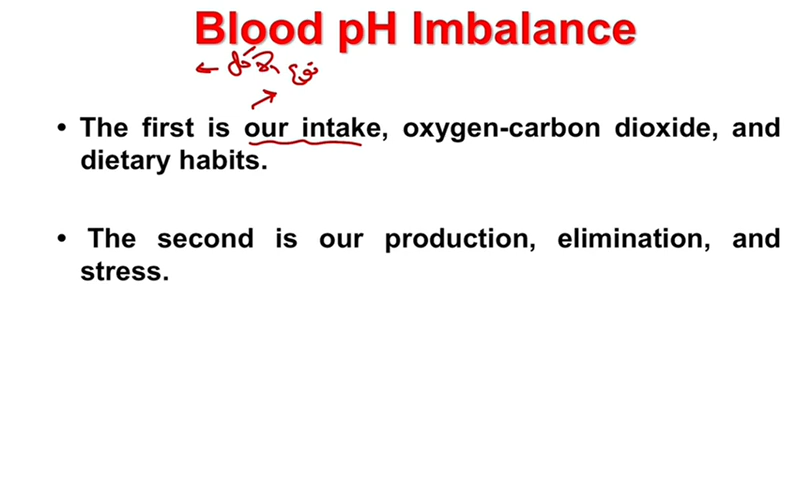 Blood pH Imbalance
• The first is our intake, oxygen-carbon dioxide, and
dietary habits.
• The second is our production, elimination, and
stress.